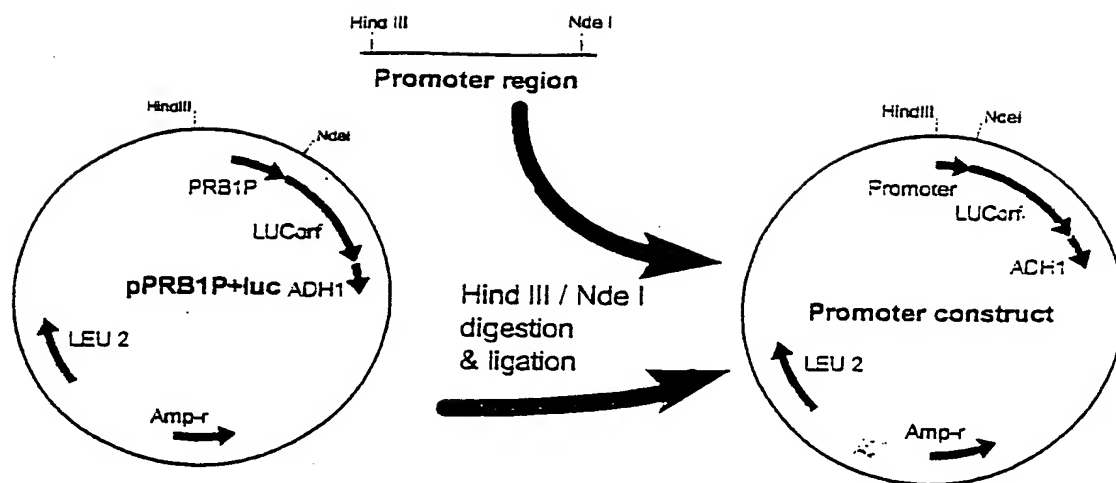 Hind III
Nde I
Promoter region
HindIII
NdeI
PRB1P
LUCorf
pPRB1P+luc
ADH1
LEU 2
Amp-r
Hind III / Nde I
digestion
& ligation
HindIII
NdeI
Promoter
LUCorf
ADH1
Promoter construct
LEU 2
Amp-r